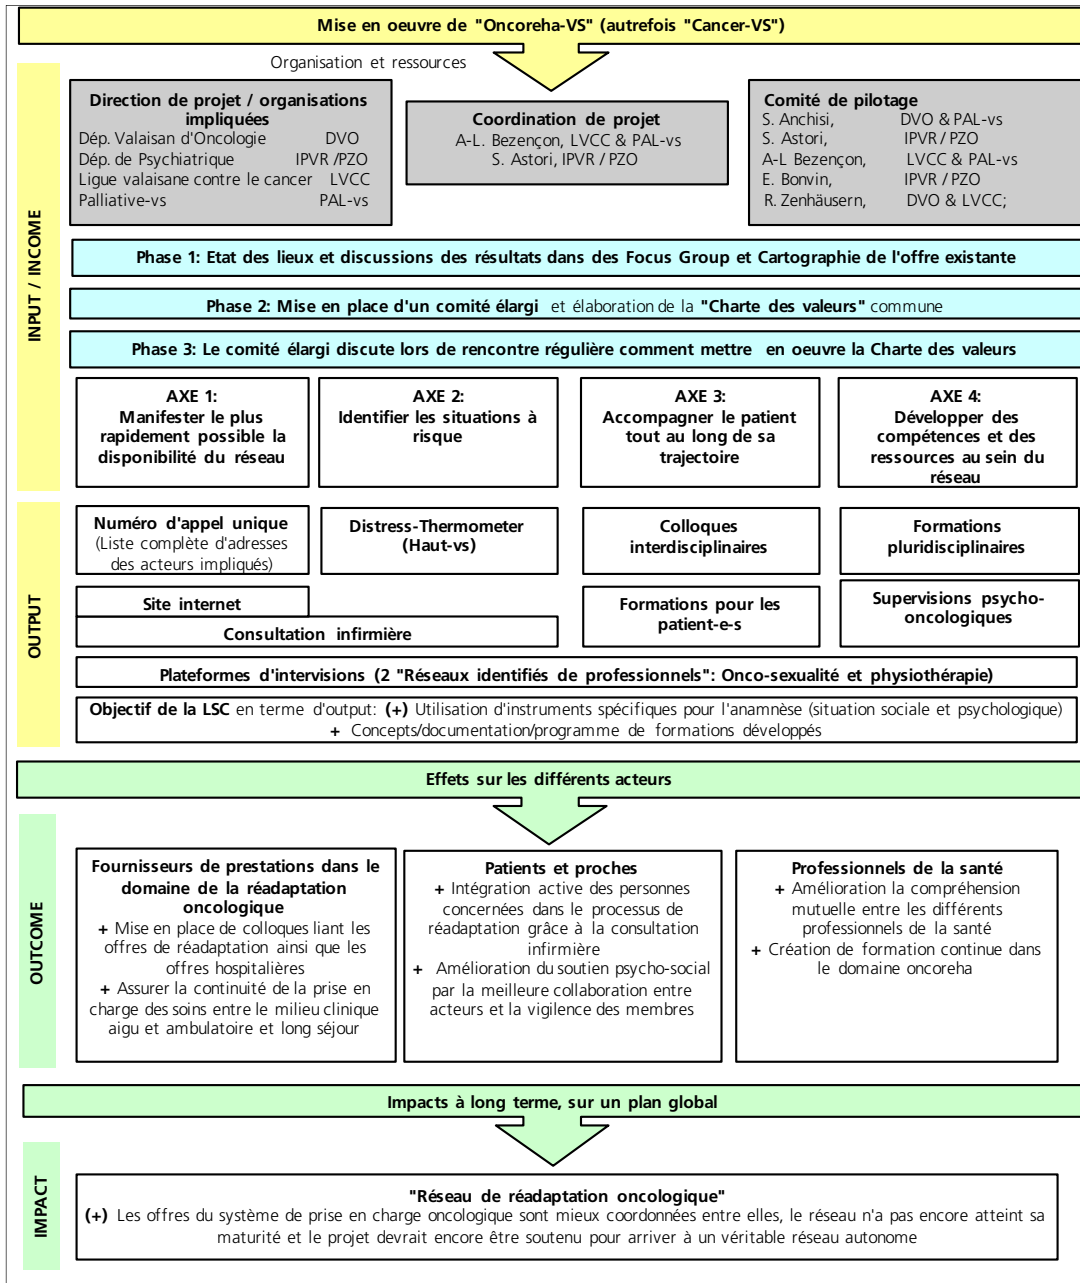 Mise en oeuvre de "Oncoreha-VS" (autrefois "Cancer-VS")
Organisation et ressources
INPUT / INCOME
Direction de projet / organisations
impliquées
Dép. Valaisan d'Oncologie DVO
Dép. de Psychiatrique IPVR /PZO
Ligue valaisane contre le cancer LVCC
Palliative-vs PAL-vs
Coordination de projet
A-L. Bezençon, LVCC & PAL-vs
S. Astori, IPVR / PZO
Comité de pilotage
S. Anchisi, DVO & PAL-vs
S. Astori, IPVR / PZO
A-L Bezençon, LVCC & PAL-vs
E. Bonvin, IPVR / PZO
R. Zenhäusern, DVO & LVCC;
Phase 1: Etat des lieux et discussions des résultats dans des Focus Group et Cartographie de l'offre existante
Phase 2: Mise en place d'un comité élargi et élaboration de la "Charte des valeurs" commune
Phase 3: Le comité élargi discute lors de rencontre régulière comment mettre en oeuvre la Charte des valeurs
AXE 1:
Manifester le plus
rapidement possible la
disponibilité du réseau
AXE 2:
Identifier les situations à
risque
AXE 3:
Accompagner le patient
tout au long de sa
trajectoire
AXE 4:
Développer des
compétences et des
ressources au sein du
réseau
OUTPUT
Numéro d'appel unique
(Liste complète d'adresses
des acteurs impliqués)
Distress-Thermometer
(Haut-vs)
Colloques
interdisciplinaires
Formations
pluridisciplinaires
Site internet
Consultation infirmière
Formations pour les
patient-e-s
Supervisions psycho-
oncologiques
Plateformes d'intervisions (2 "Réseaux identifiés de professionnels": Onco-sexualité et physiothérapie)
Objectif de la LSC en terme d'output: (+) Utilisation d'instruments spécifiques pour l'anamnèse (situation sociale et psychologique)
+ Concepts/documentation/programme de formations développés
Effets sur les différents acteurs
OUTCOME
Fournisseurs de prestations dans le
domaine de la réadaptation
oncologique
+ Mise en place de colloques liant les
offres de réadaptation ainsi que les
offres hospitalières
+ Assurer la continuité de la prise en
charge des soins entre le milieu clinique
aigu et ambulatoire et long séjour
Patients et proches
+ Intégration active des personnes
concernées dans le processus de
réadaptation grâce à la consultation
infirmière
+ Amélioration du soutien psycho-social
par la meilleure collaboration entre
acteurs et la vigilence des membres
Professionnels de la santé
+ Amélioration la compréhension
mutuelle entre les différents
professionnels de la santé
+ Création de formation continue dans
le domaine oncoreha
Impacts à long terme, sur un plan global
IMPACT
"Réseau de réadaptation oncologique"
(+) Les offres du système de prise en charge oncologique sont mieux coordonnées entre elles, le réseau n'a pas encore atteint sa
maturité et le projet devrait encore être soutenu pour arriver à un véritable réseau autonome